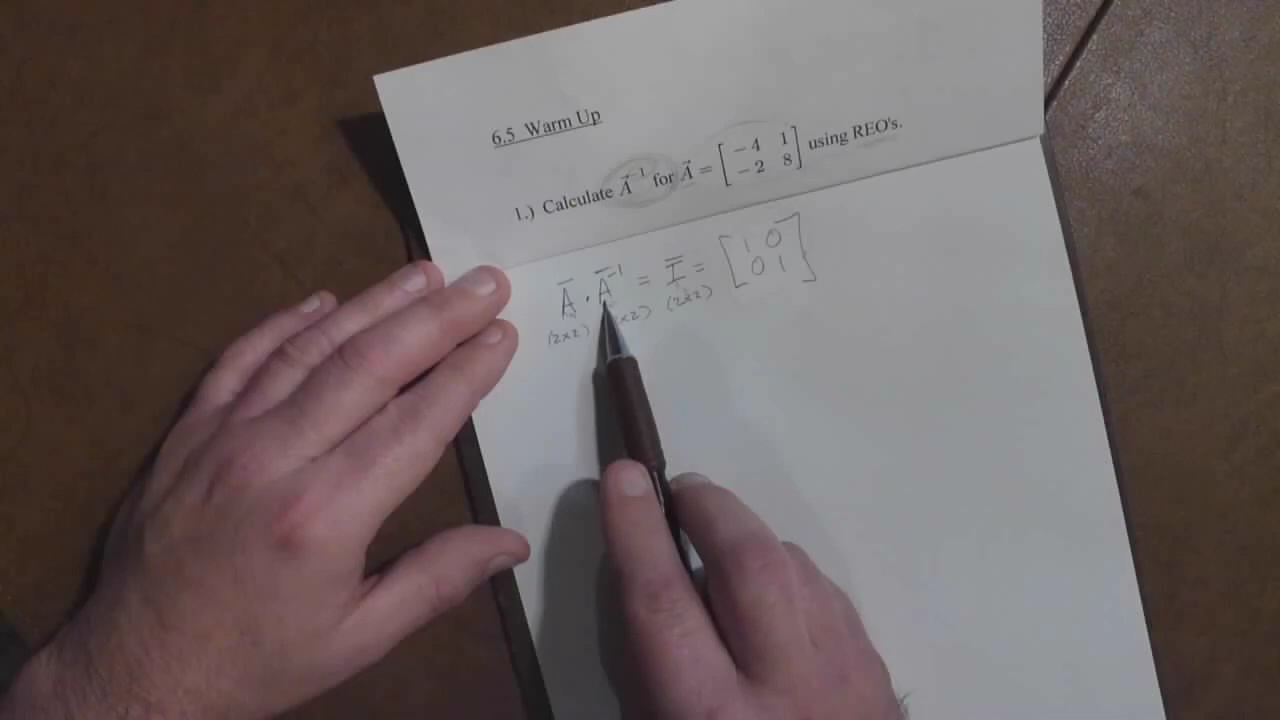 6.5 Warm Up
1.) Calculate A⃗⁻¹ for A⃗ = [ -4 1 ] using REO's.
[ -2 8 ]
A̅ · A̅⁻¹ = I̅ = [ 1 0 ]
[ 0 1 ]
(2x2) x2) (2x2)